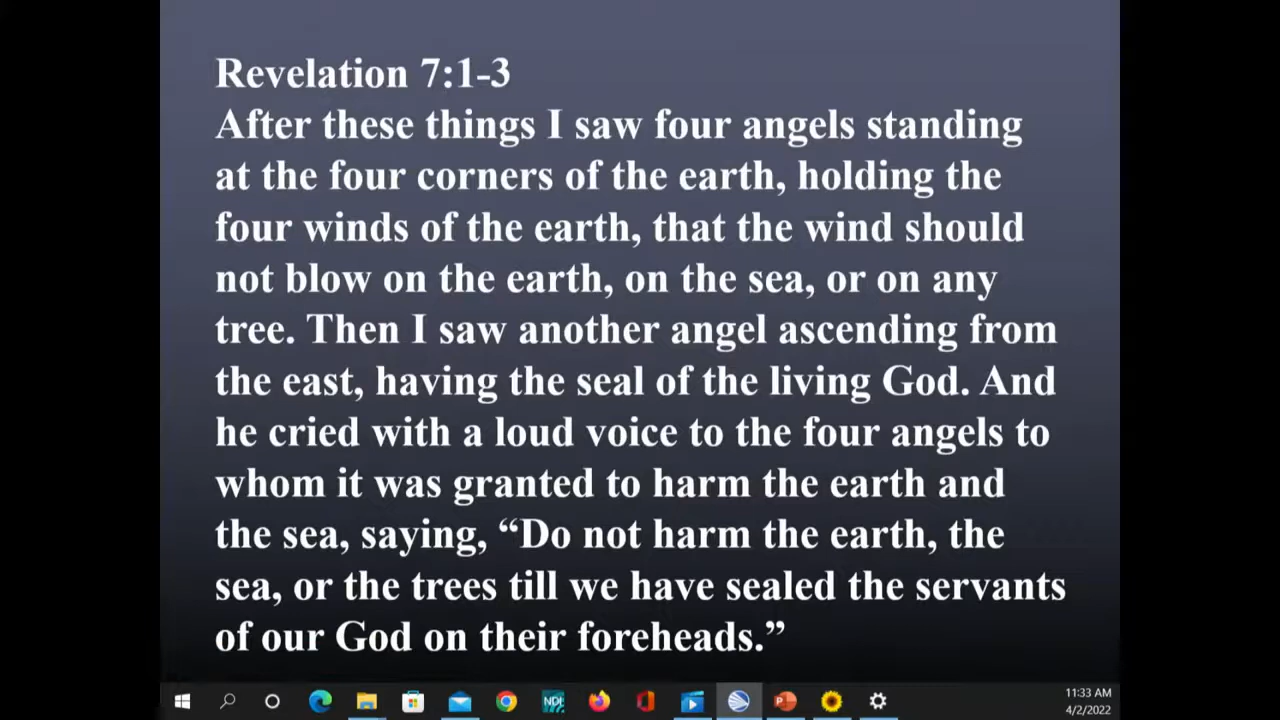 Revelation 7:1-3
After these things I saw four angels standing
at the four corners of the earth, holding the
four winds of the earth, that the wind should
not blow on the earth, on the sea, or on any
tree. Then I saw another angel ascending from
the east, having the seal of the living God. And
he cried with a loud voice to the four angels to
whom it was granted to harm the earth and
the sea, saying, “Do not harm the earth, the
sea, or the trees till we have sealed the servants
of our God on their foreheads.”
NDI
11:33 AM
4/2/2022